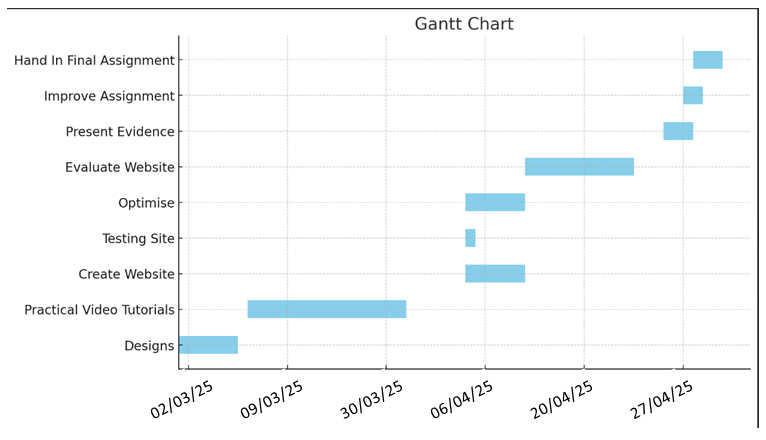 Gantt Chart
Hand In Final Assignment
Improve Assignment
Present Evidence
Evaluate Website
Optimise
Testing Site
Create Website
Practical Video Tutorials
Designs
02/03/25 09/03/25 30/03/25 06/04/25 20/04/25 27/04/25